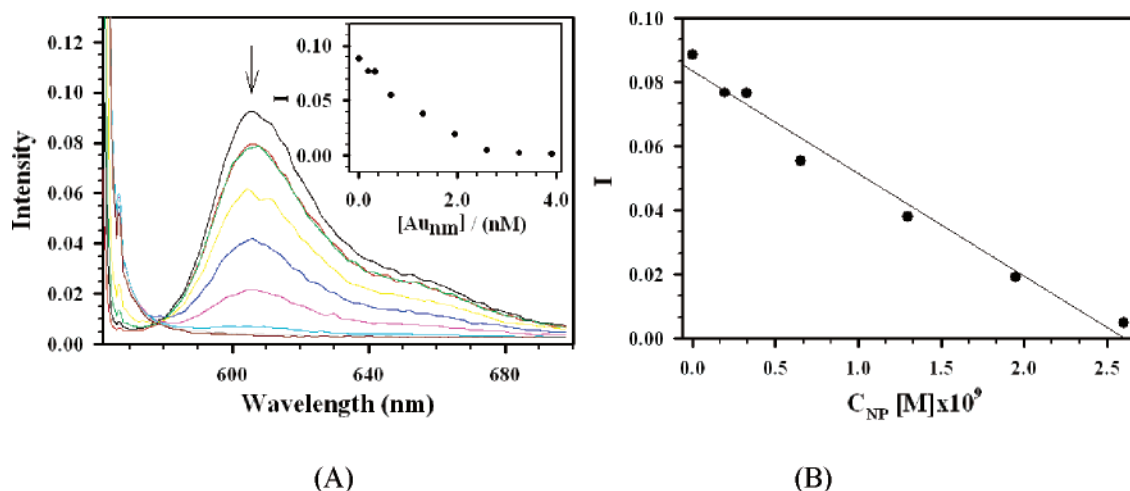 0.12
0.10
0.08
0.06
0.04
0.02
0.00
Intensity
600 640 680
Wavelength (nm)
0.10
0.05
0.00
I
0.0 2.0 4.0
[Aunm] / (nM)
(A)
B
0.10
0.08
0.06
0.04
0.02
0.00
I
0.0 0.5 1.0 1.5 2.0 2.5
CNP [M]x10⁹
(B)
A